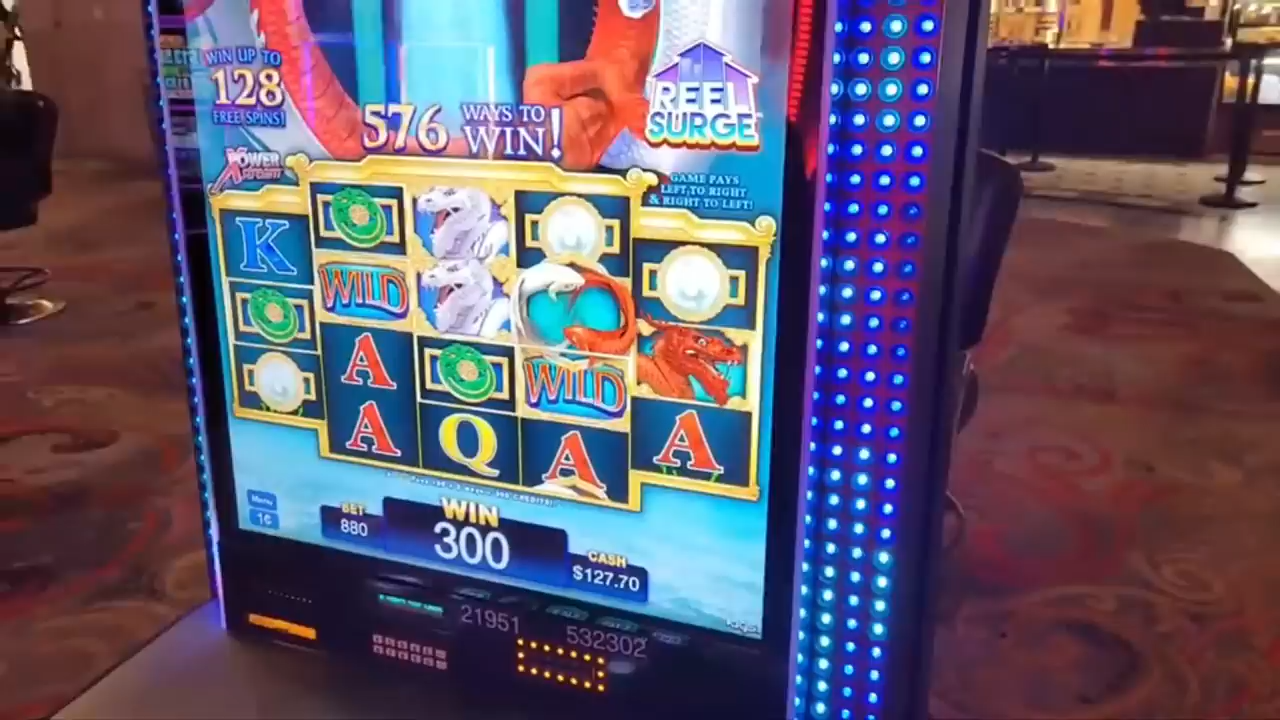 WIN UP TO
128
FREE SPINS!
576 WAYS TO WIN!
REEL
SURGE
XPOWER
GAME PAYS
LEFT TO RIGHT
& RIGHT TO LEFT!
K
WILD
A
A
Q
WILD
A
A
Menu
1¢
BET
880
WIN
300
CASH
$127.70
21951
532302